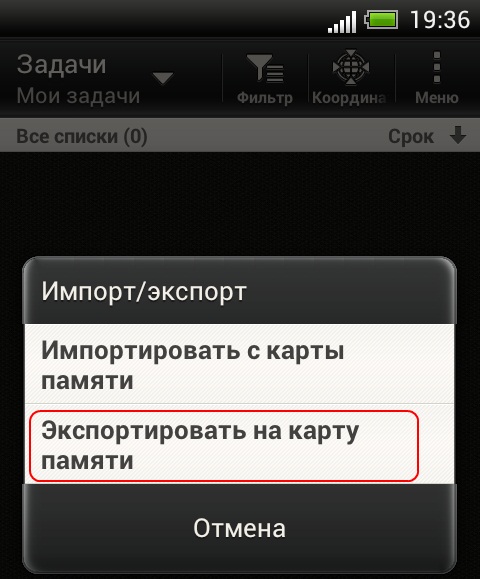 19:36
Задачи
Мои задачи
Фильтр
Координа
Меню
Все списки (0)
Срок
Импорт/экспорт
Импортировать с карты
памяти
Экспортировать на карту
памяти
Отмена